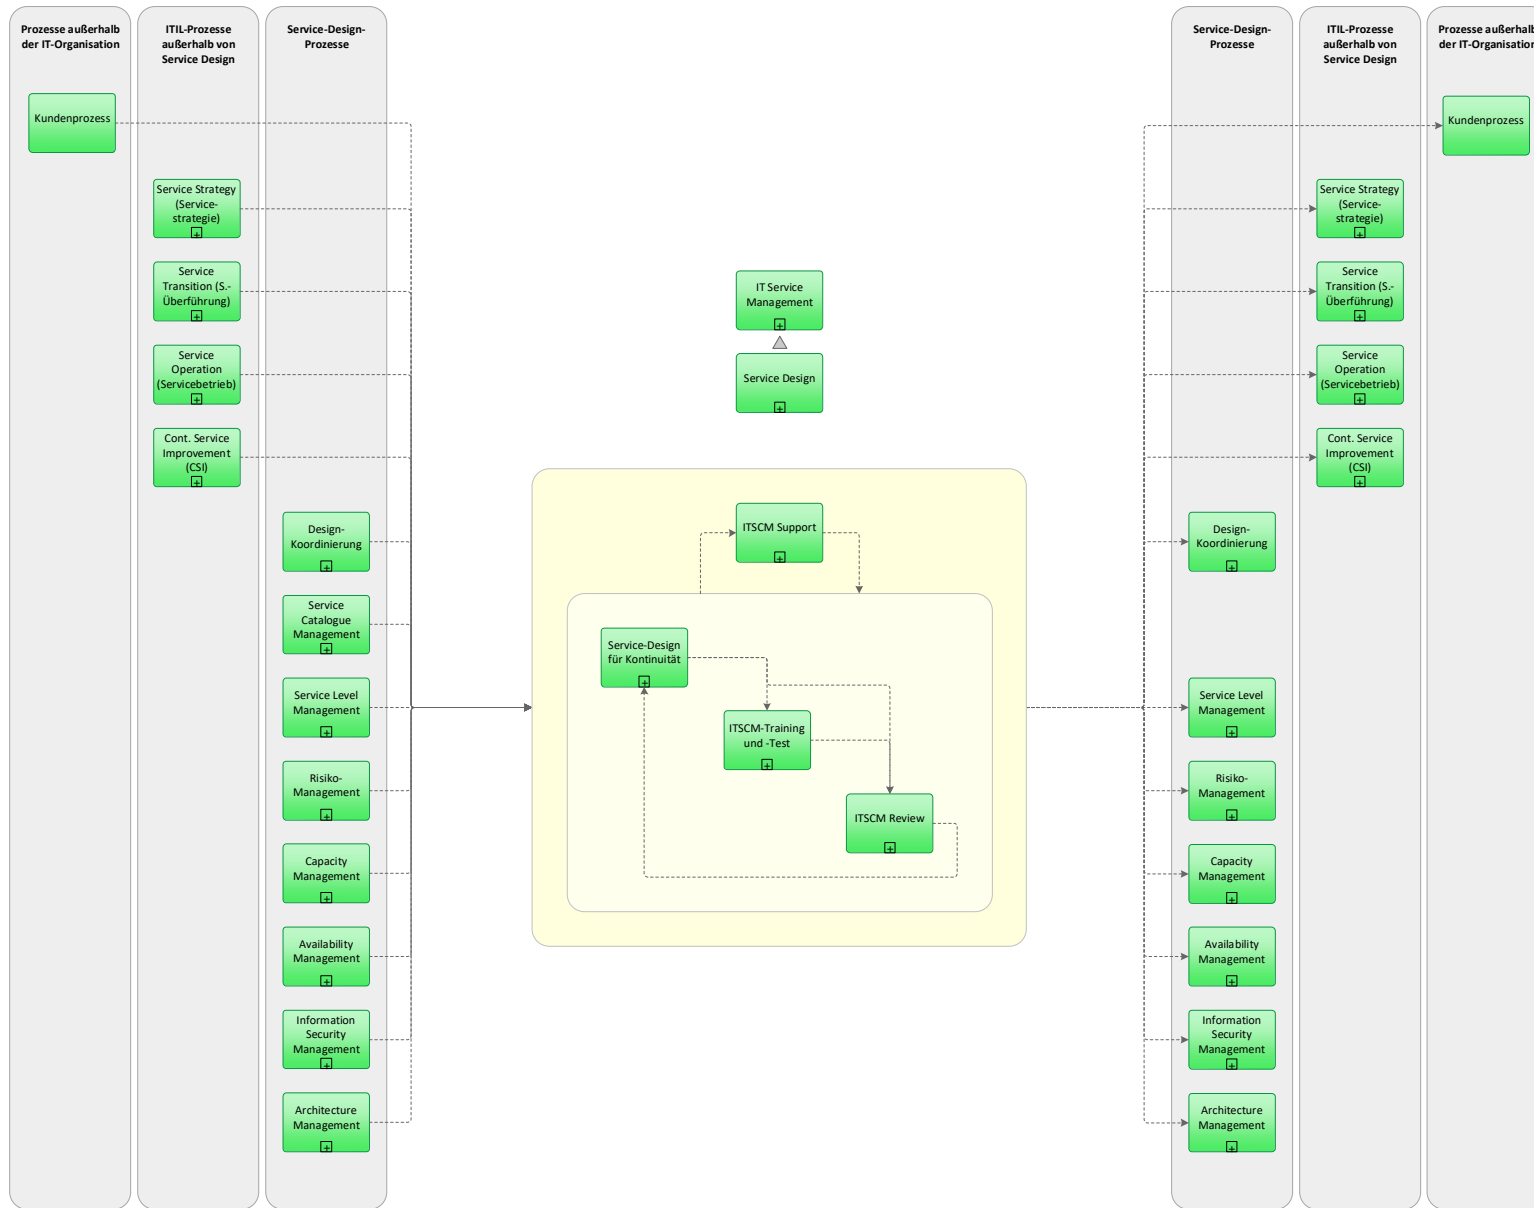 Prozesse außerhalb
der IT-Organisation
ITIL-Prozesse
außerhalb von
Service Design
Service-Design-
Prozesse
Service-Design-
Prozesse
ITIL-Prozesse
außerhalb von
Service Design
Prozesse außerhalb
der IT-Organisation
Kundenprozess
Kundenprozess
Service Strategy
(Service-
strategie)
Service Strategy
(Service-
strategie)
Service
Transition (S.-
Überführung)
IT Service
Management
Service
Transition (S.-
Überführung)
Service
Operation
(Servicebetrieb)
Service Design
Service
Operation
(Servicebetrieb)
Cont. Service
Improvement
(CSI)
Cont. Service
Improvement
(CSI)
Design-
Koordinierung
ITSCM Support
Design-
Koordinierung
Service
Catalogue
Management
Service-Design
für Kontinuität
Service Level
Management
ITSCM-Training
und -Test
Service Level
Management
Risiko-
Management
ITSCM Review
Risiko-
Management
Capacity
Management
Capacity
Management
Availability
Management
Availability
Management
Information
Security
Management
Information
Security
Management
Architecture
Management
Architecture
Management